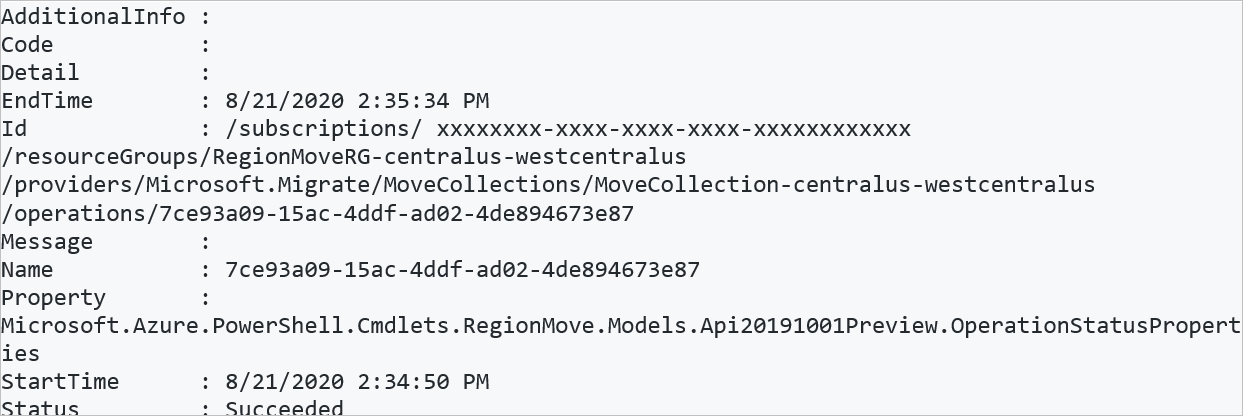 AdditionalInfo :
Code           :
Detail         :
EndTime        : 8/21/2020 2:35:34 PM
Id             : /subscriptions/ xxxxxxxx-xxxx-xxxx-xxxx-xxxxxxxxxxxx
/resourceGroups/RegionMoveRG-centralus-westcentralus
/providers/Microsoft.Migrate/MoveCollections/MoveCollection-centralus-westcentralus
/operations/7ce93a09-15ac-4ddf-ad02-4de894673e87
Message        :
Name           : 7ce93a09-15ac-4ddf-ad02-4de894673e87
Property       :
Microsoft.Azure.PowerShell.Cmdlets.RegionMove.Models.Api20191001Preview.OperationStatusPropert
ies
StartTime      : 8/21/2020 2:34:50 PM
Status         : Succeeded